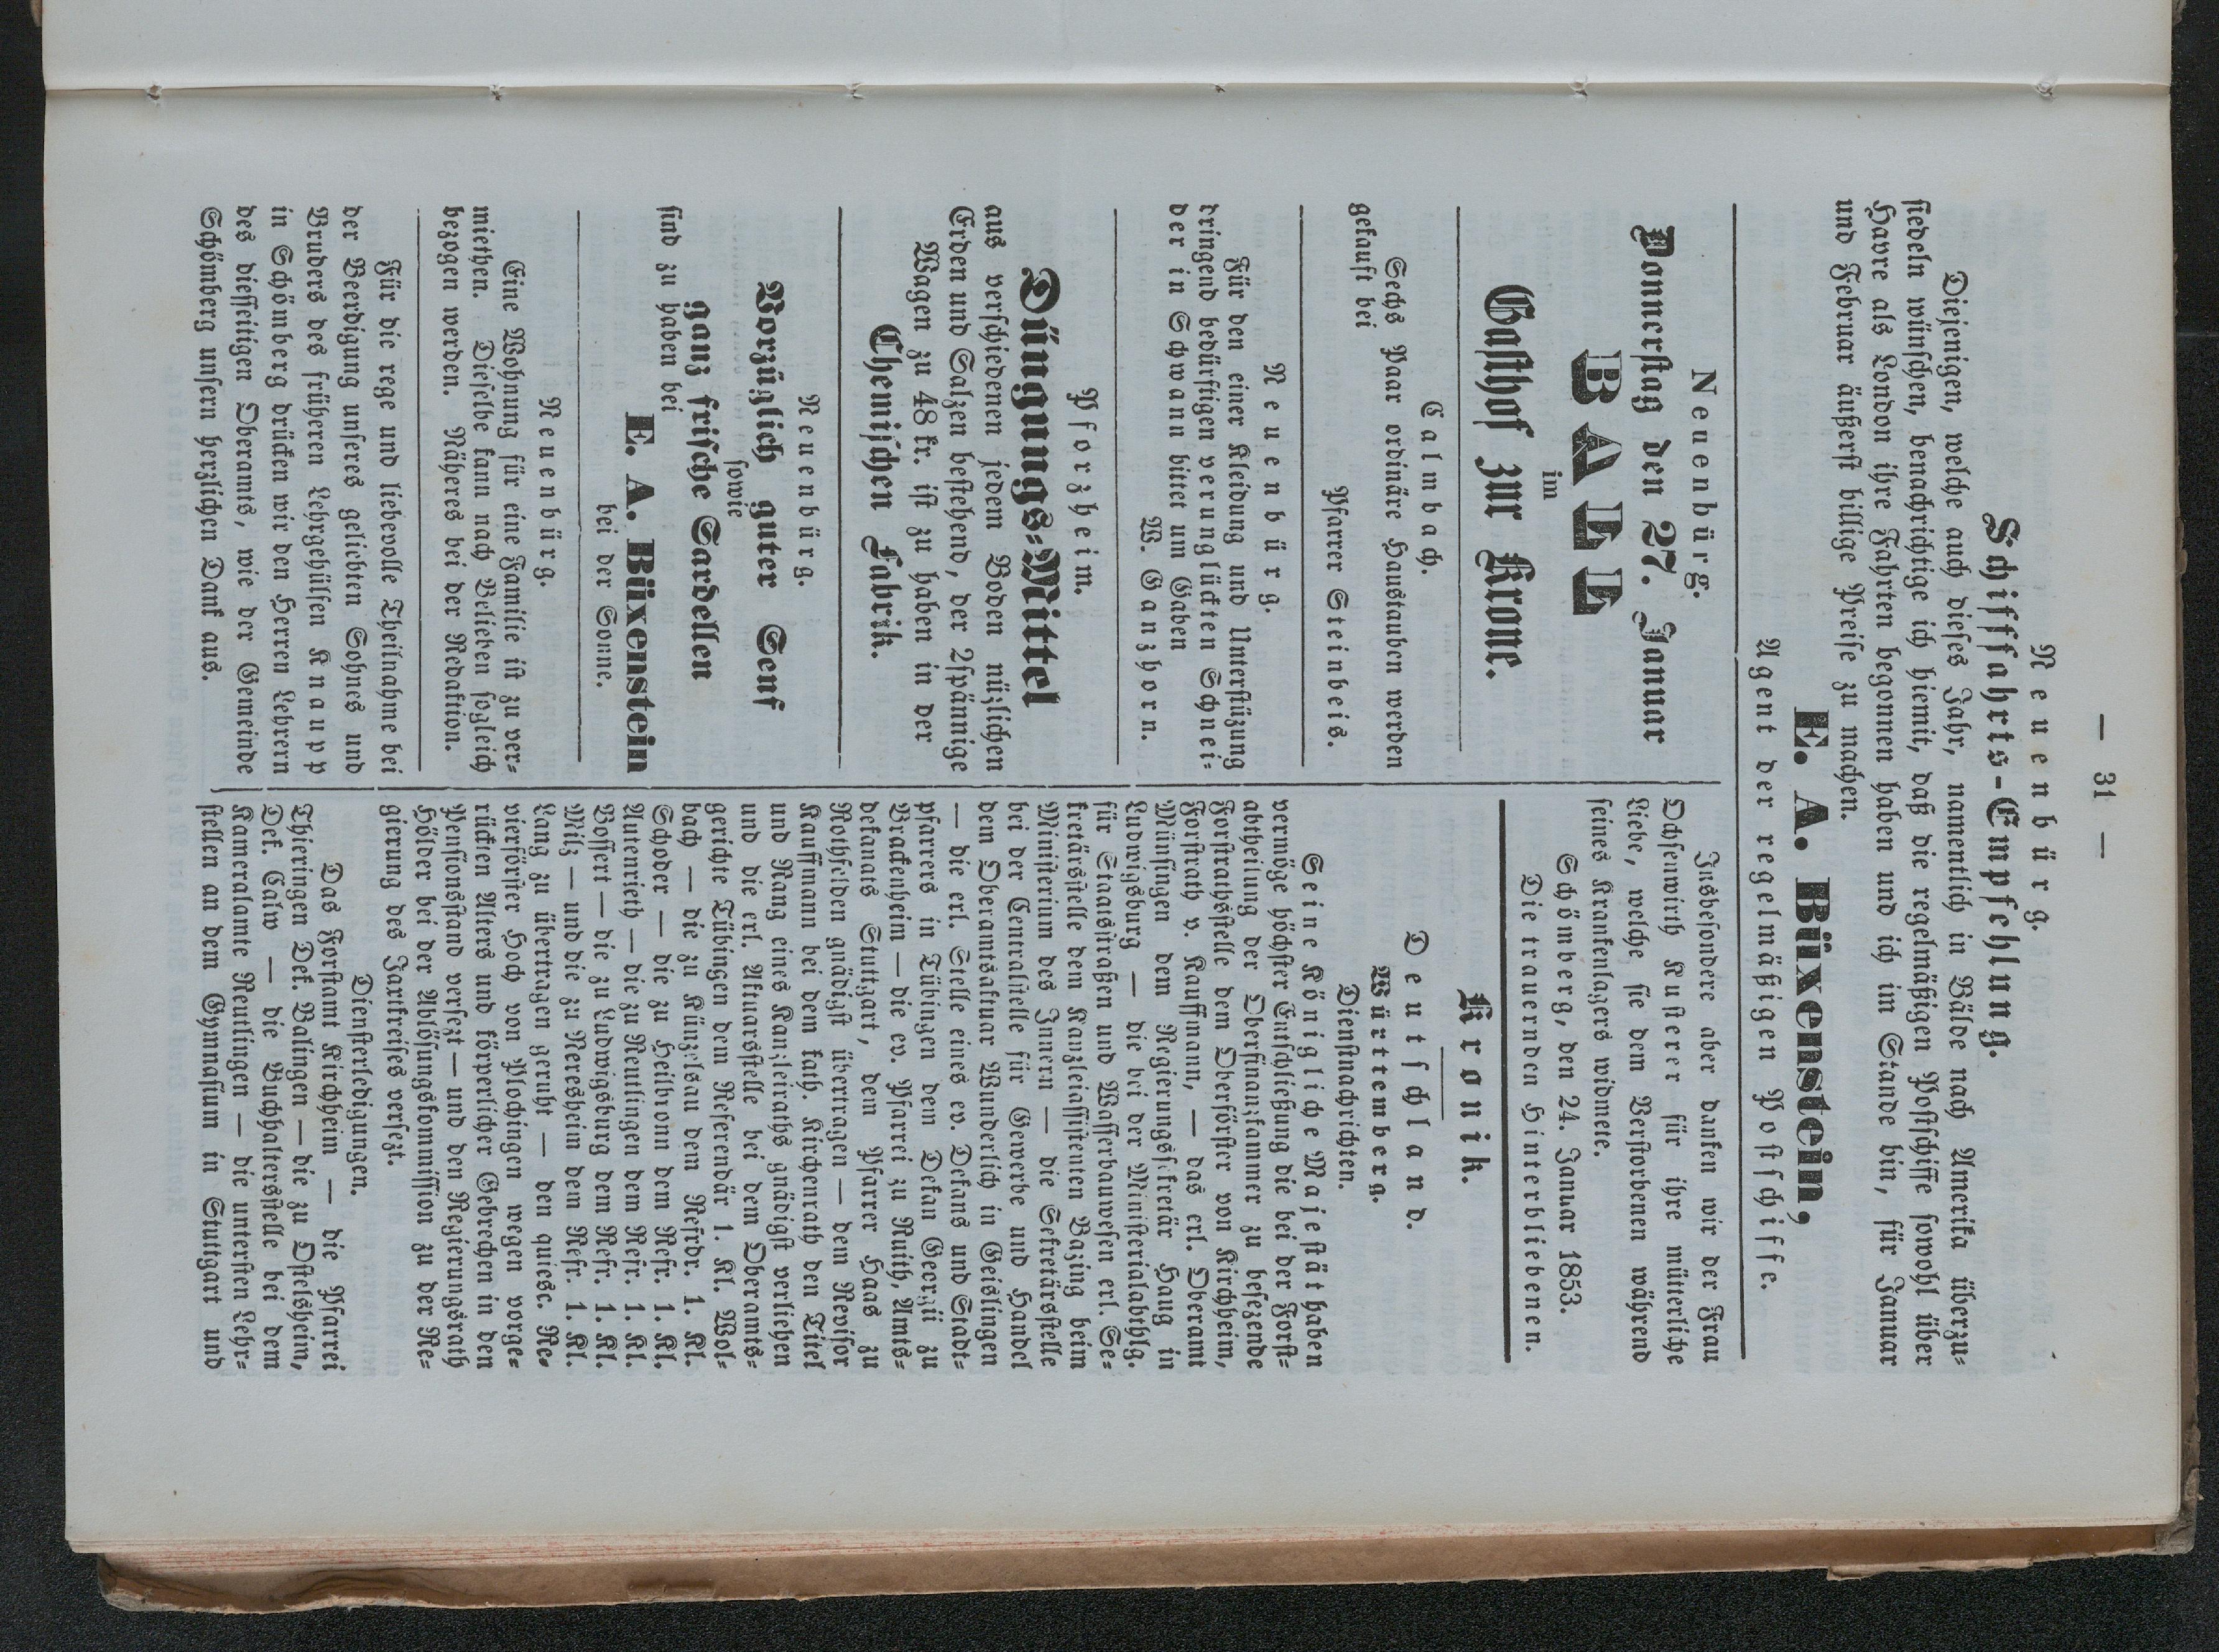 — 31 —
Neuenbürg.
Schifffahrts-Empfehlung.
Diejenigen, welche auch dieses Jahr, namentlich in Bälde nach Amerika überzu-
siedeln wünschen, benachrichtige ich hiemit, daß die regelmäßigen Postschiffe sowohl über
Havre als London ihre Fahrten begonnen haben und ich im Stande bin, für Januar
und Februar äußerst billige Preise zu machen.
E. A. Büxenstein,
Agent der regelmäßigen Postschiffe.
Neuenbürg.
Donnerstag den 27. Januar
BALL
im
Gasthof zur Krone.
Calmbach.
Sechs Paar ordinäre Haustauben werden
gekauft bei
Pfarrer Steinbeis.
Neuenbürg.
Für den einer Kleidung und Unterstüzung
dringend bedürftigen verunglückten Schnei-
der in Schwann bittet um Gaben
W. Ganzhorn.
Pforzheim.
Düngungs-Mittel
aus verschiedenen jedem Boden nüzlichen
Erden und Salzen bestehend, der 2spännige
Wagen zu 48 kr. ist zu haben in der
Chemischen Fabrik.
Neuenbürg.
Vorzüglich guter Senf
sowie
ganz frische Sardellen
sind zu haben bei
E. A. Büxenstein
bei der Sonne.
Neuenbürg.
Eine Wohnung für eine Familie ist zu ver-
miethen. Dieselbe kann nach Belieben sogleich
bezogen werden. Näheres bei der Redaktion.
Für die rege und liebevolle Theilnahme bei
der Beerdigung unseres geliebten Sohnes und
Bruders des früheren Lehrgehülfen Knaupp
in Schömberg drücken wir den Herren Lehrern
des diesseitigen Oberamts, wie der Gemeinde
Schömberg unsern herzlichen Dank aus.
Insbesondere aber danken wir der Frau
Ochsenwirth Kusterer für ihre mütterliche
Liebe, welche sie dem Verstorbenen während
seines Krankenlagers widmete.
Schömberg, den 24. Januar 1853.
Die trauernden Hinterbliebenen.
Kronik.
Deutschland.
Württemberg.
Dienstnachrichten.
Seine Königliche Majestät haben
vermöge höchster Entschließung die bei der Forst-
abtheilung der Oberfinanzkammer zu besezende
Forstrathsstelle dem Oberförster von Kirchheim,
Forstrath v. Kauffmann, — das erl. Oberamt
Münsingen dem Regierungssekretär Haug in
Ludwigsburg — die bei der Ministerialabthlg.
für Staatsstraßen und Wasserbauwesen erl. Se-
kretärsstelle dem Kanzleiassistenten Bazing beim
Ministerium des Innern — die Sekretärsstelle
bei der Centralstelle für Gewerbe und Handel
dem Oberamtsaktuar Wunderlich in Geislingen
— die erl. Stelle eines ev. Dekans und Stadt-
pfarrers in Tübingen dem Dekan Georgii zu
Brackenheim — die ev. Pfarrei zu Ruith, Amts-
dekanats Stuttgart, dem Pfarrer Haas zu
Rothfelden gnädigst übertragen — dem Revisor
Kauffmann bei dem kath. Kirchenrath den Titel
und Rang eines Kanzleiraths gnädigst verliehen
und die erl. Aktuarsstelle bei dem Oberamts-
gerichte Tübingen dem Referendär 1. Kl. Wol-
bach — die zu Künzelsau dem Refrdr. 1. Kl.
Schoder — die zu Heilbronn dem Refr. 1. Kl.
Autenrieth — die zu Reutlingen dem Refr. 1. Kl.
Bossert — die zu Ludwigsburg dem Refr. 1. Kl.
Milz — und die zu Neresheim dem Refr. 1. Kl.
Lang zu übertragen geruht — den quiesc. Re-
vierförster Hoch von Plochingen wegen vorge-
rückten Alters und körperlicher Gebrechen in den
Pensionsstand versezt — und den Regierungsrath
Hölder bei der Ablösungskommission zu der Re-
gierung des Jaxtkreises versezt.
Diensterledigungen.
Das Forstamt Kirchheim — die Pfarrei
Thieringen Dek. Balingen — die zu Ostelsheim,
Dek. Calw — die Buchhaltersstelle bei dem
Kameralamte Reutlingen — die untersten Lehr-
stellen an dem Gymnasium in Stuttgart und